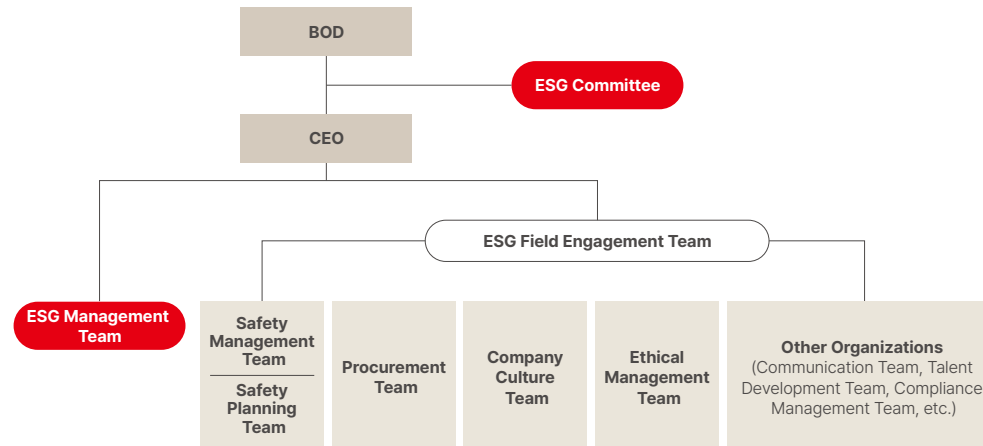 BOD
ESG Committee
CEO
ESG Field Engagement Team
ESG Management
Team
Safety
Management
Team
Safety
Planning
Team
Procurement
Team
Company
Culture
Team
Ethical
Management
Team
Other Organizations
(Communication Team, Talent
Development Team, Compliance
Management Team, etc.)